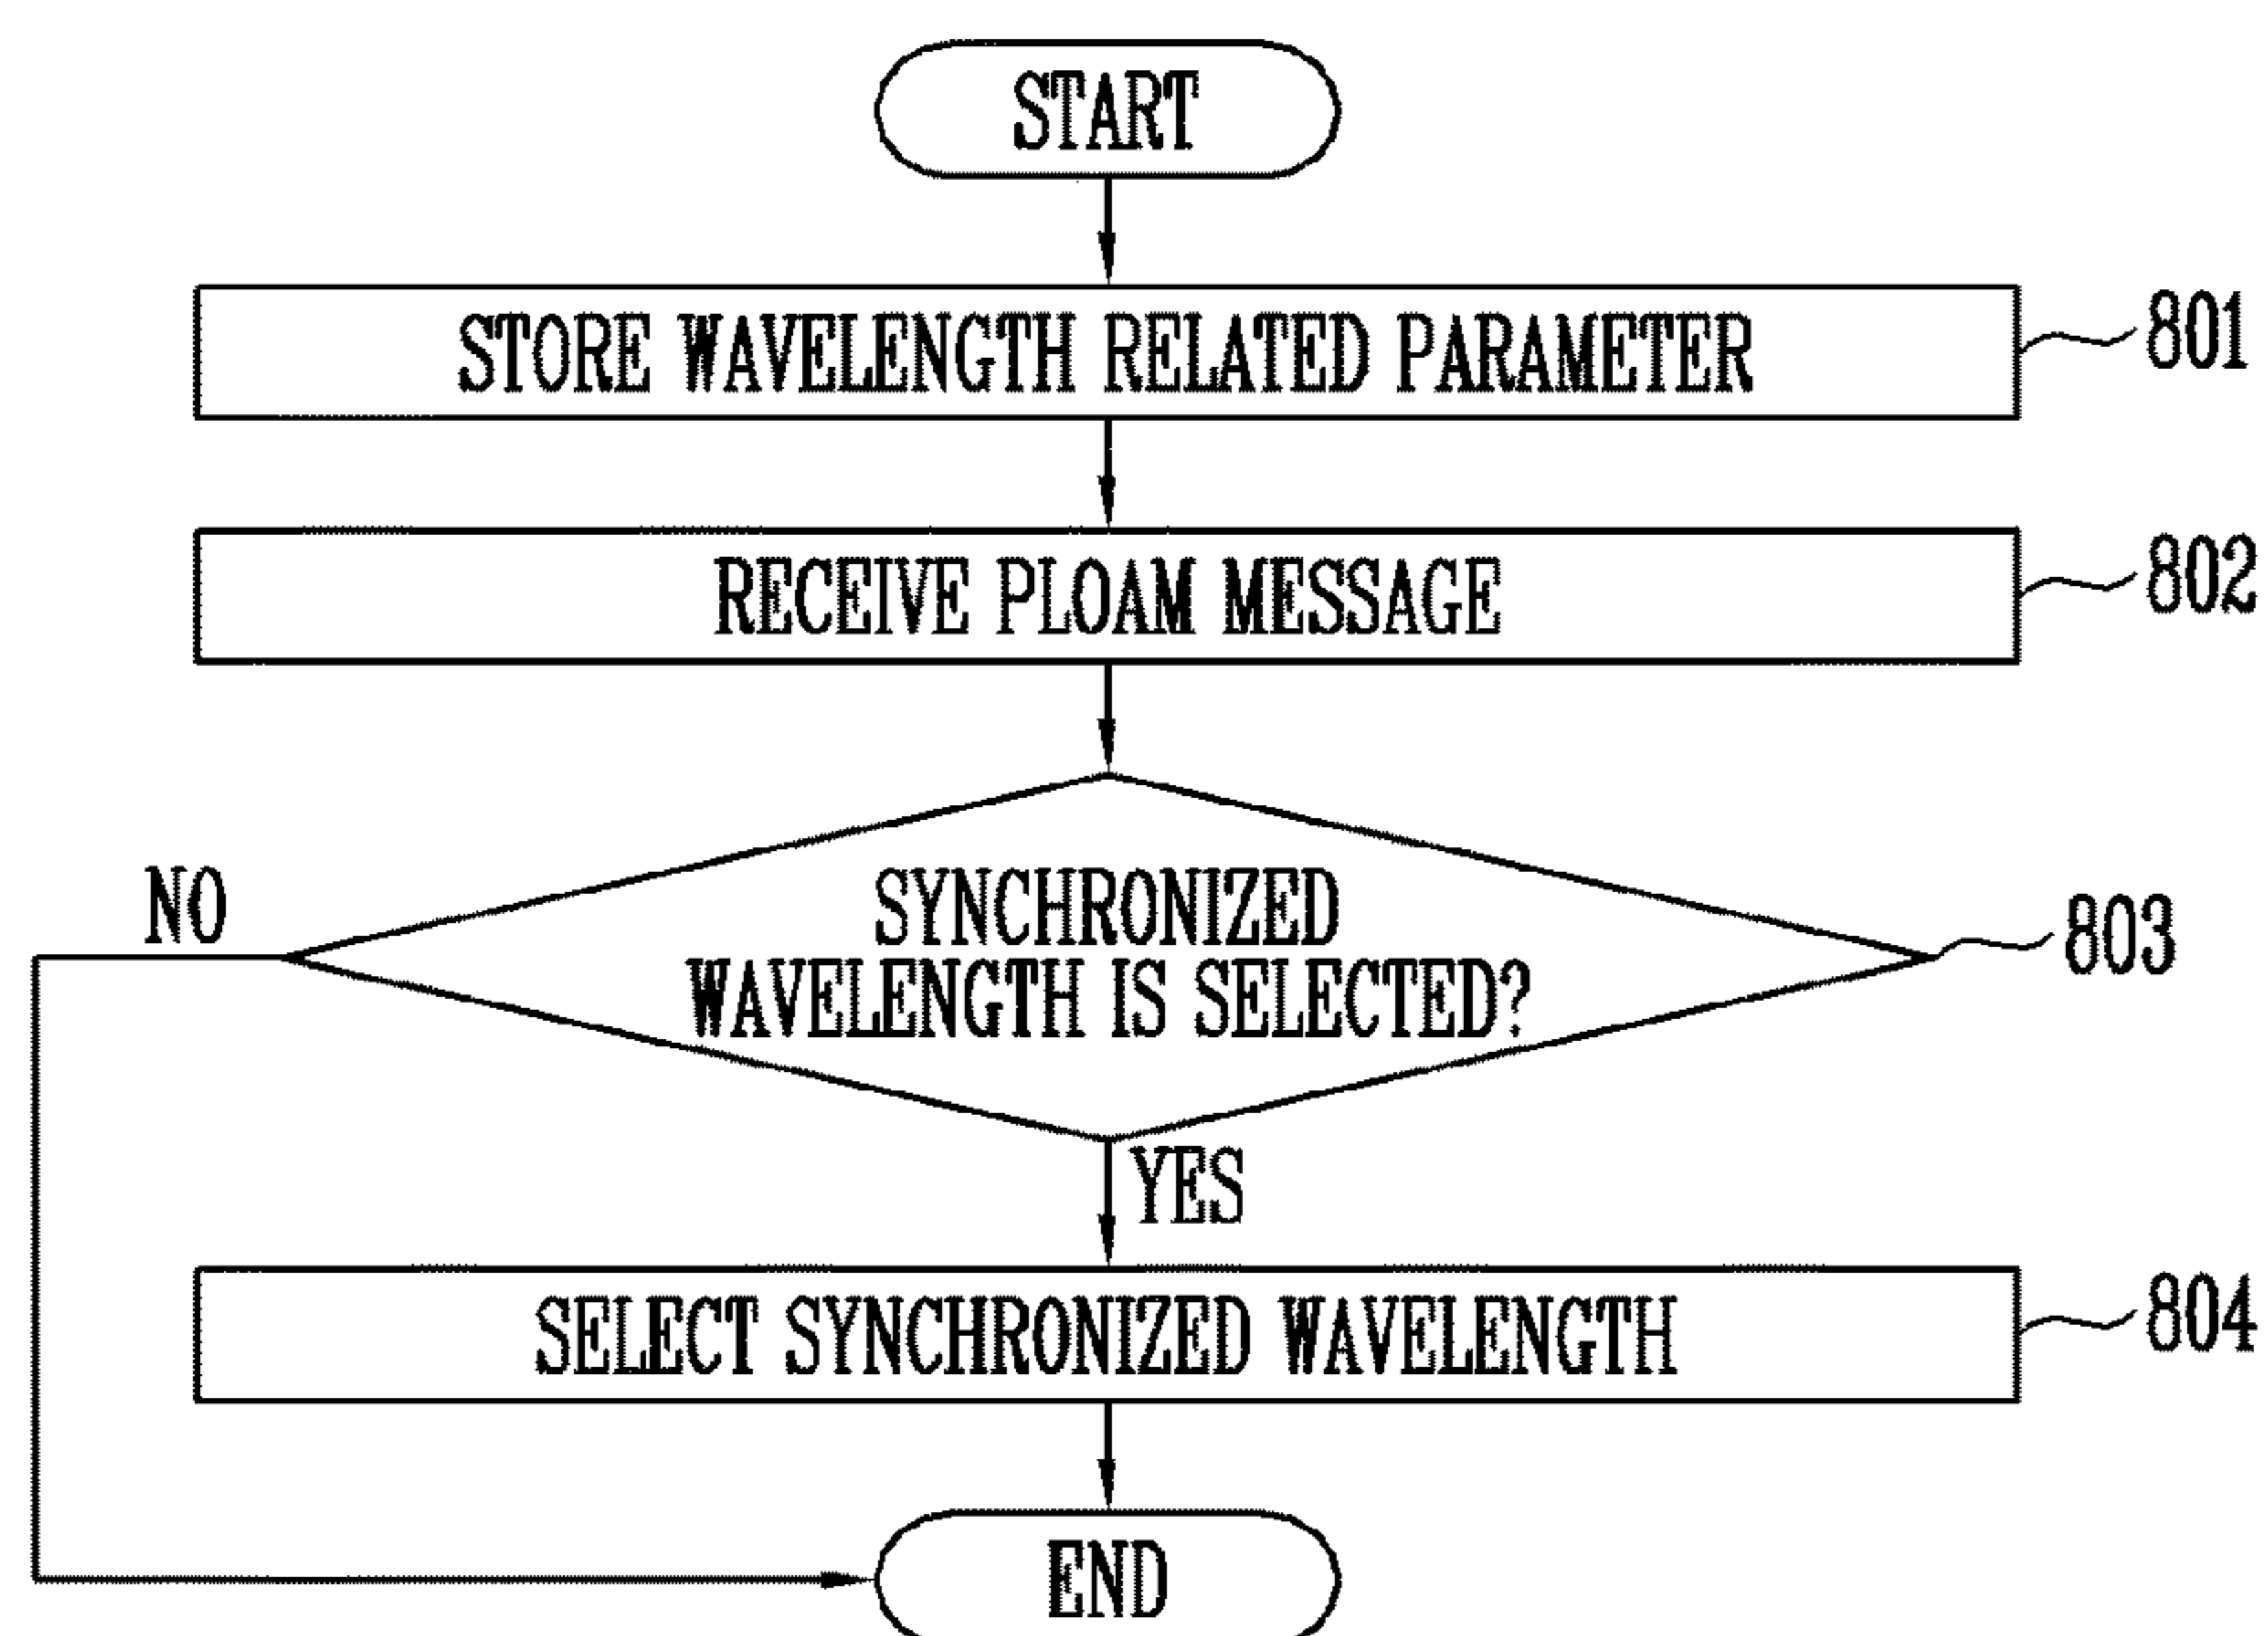 START
STORE WAVELENGTH RELATED PARAMETER
801
RECEIVE PLOAM MESSAGE
802
NO
SYNCHRONIZED
WAVELENGTH IS SELECTED?
803
YES
SELECT SYNCHRONIZED WAVELENGTH
804
END